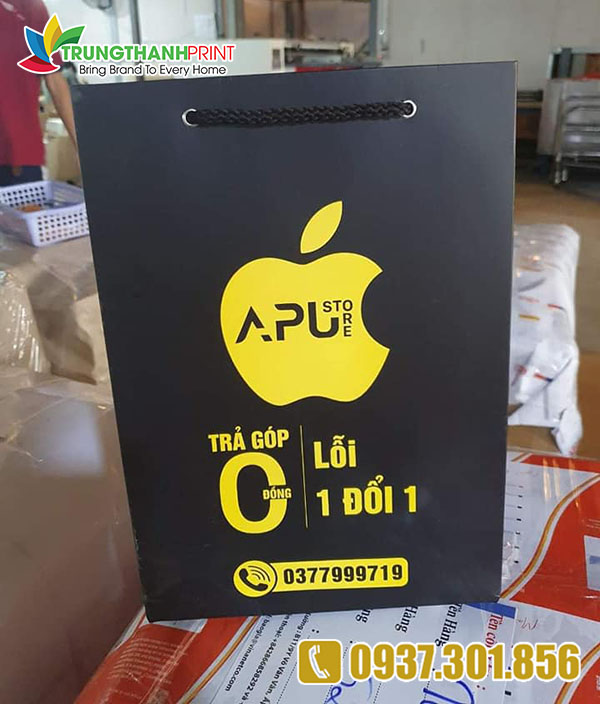 TRUNGTHANHPRINT
Bring Brand To Every Home
APU STORE
TRẢ GÓP
0 ĐỒNG
LỖI
1 ĐỔI 1
0377999719
0937.301.856